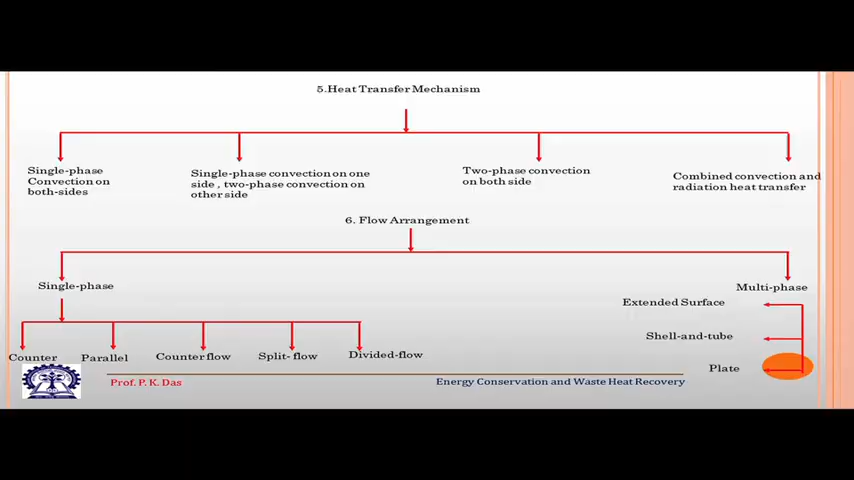 5.Heat Transfer Mechanism
Single-phase
Convection on
both-sides
Single-phase convection on one
side , two-phase convection on
other side
Two-phase convection
on both side
Combined convection and
radiation heat transfer
6. Flow Arrangement
Single-phase
Multi-phase
Extended Surface
Shell-and-tube
Plate
Counter
Parallel
Counter flow
Split- flow
Divided-flow
Prof. P. K. Das
Energy Conservation and Waste Heat Recovery